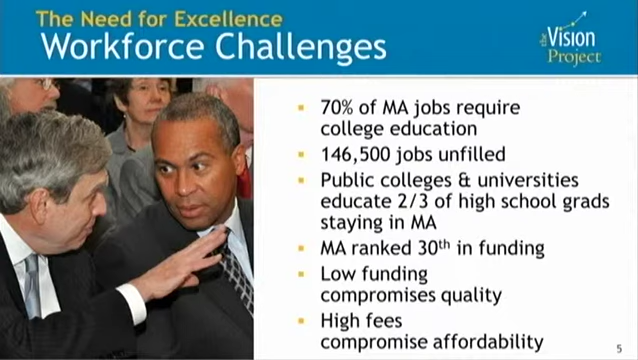 The Need for Excellence
Workforce Challenges
the Vision
Project
70% of MA jobs require
college education
146,500 jobs unfilled
Public colleges & universities
educate 2/3 of high school grads
staying in MA
MA ranked 30th in funding
Low funding
compromises quality
High fees
compromise affordability
5